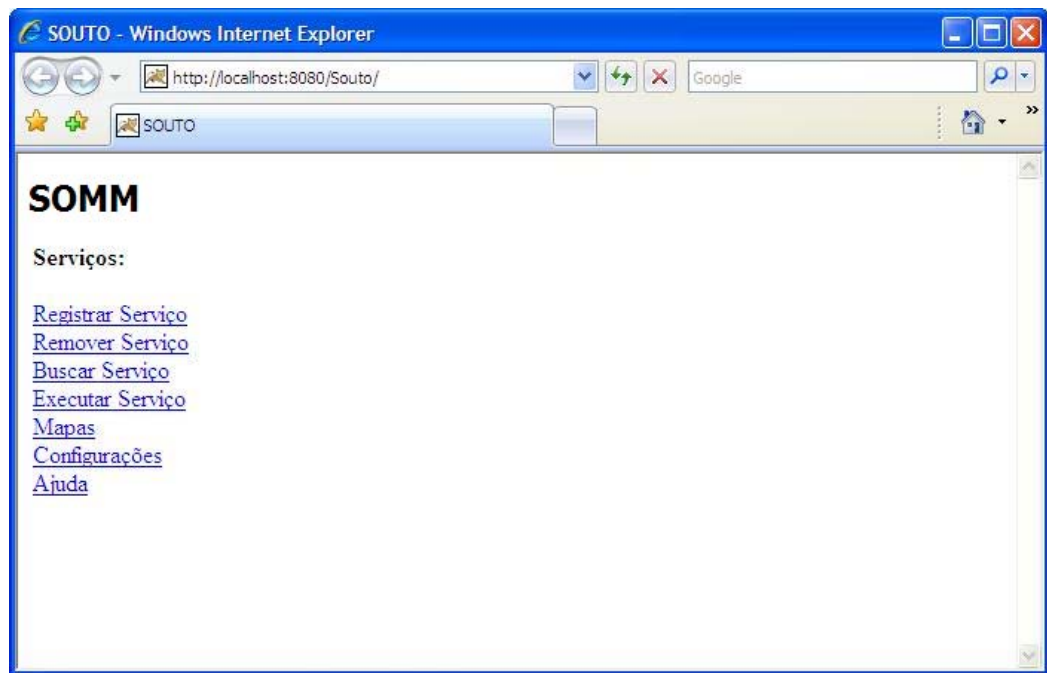 SOUTO - Windows Internet Explorer
http://localhost:8080/Souto/
Google
SOUTO
SOMM
Serviços:
Registrar Serviço
Remover Serviço
Buscar Serviço
Executar Serviço
Mapas
Configurações
Ajuda